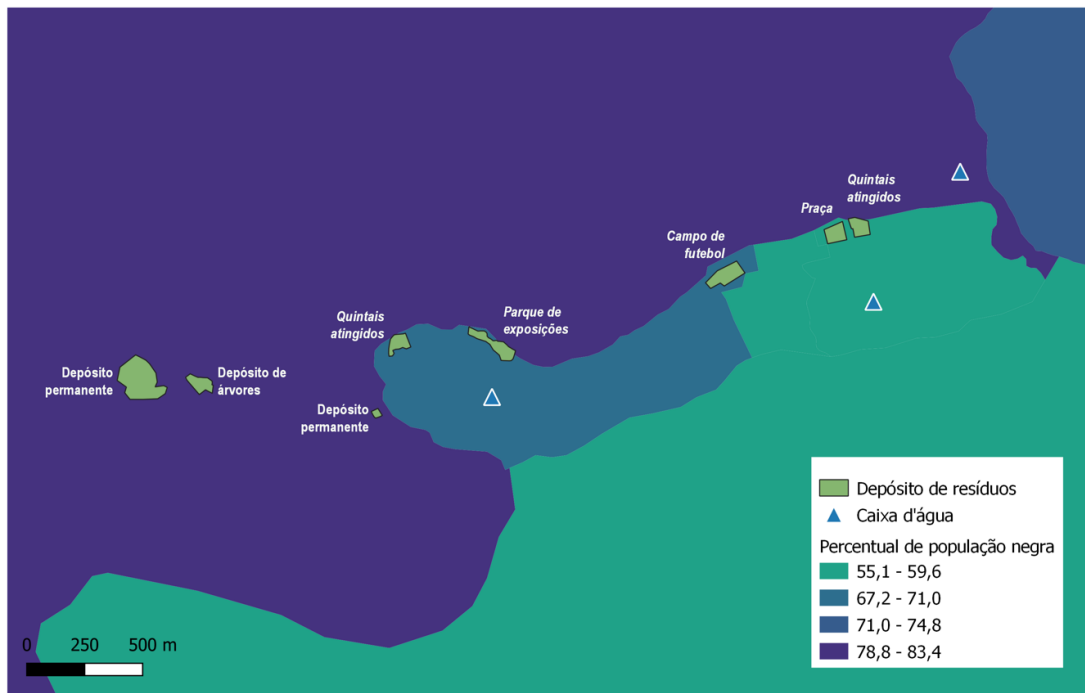 Quintais
atingidos
Praça
Campo de
futebol
Quintais
atingidos
Parque de
exposições
Depósito
permanente
Depósito de
árvores
Depósito
permanente
Depósito de resíduos
Caixa d'água
Percentual de população negra
55,1 - 59,6
67,2 - 71,0
71,0 - 74,8
78,8 - 83,4
0 250 500 m